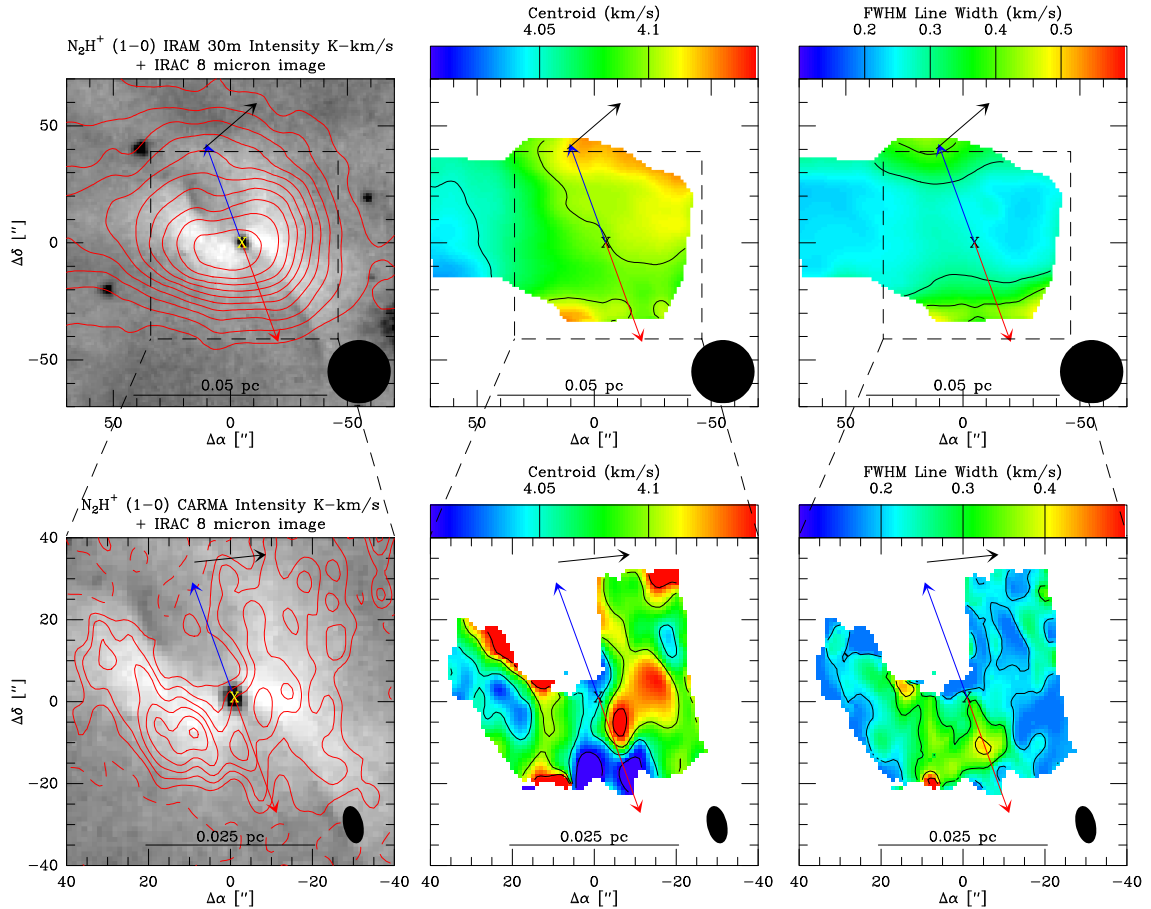 N₂H⁺ (1−0) IRAM 30m Intensity K−km/s
+ IRAC 8 micron image
Centroid (km/s)
4.05 4.1
FWHM Line Width (km/s)
0.2 0.3 0.4 0.5
50
0
−50
Δδ [″]
X
0.05 pc
50 0 −50
Δα [″]
X
0.05 pc
50 0 −50
Δα [″]
X
0.05 pc
50 0 −50
Δα [″]
N₂H⁺ (1−0) CARMA Intensity K−km/s
+ IRAC 8 micron image
Centroid (km/s)
4.05 4.1
FWHM Line Width (km/s)
0.2 0.3 0.4
40
20
0
−20
−40
Δδ [″]
X
0.025 pc
40 20 0 −20 −40
Δα [″]
X
0.025 pc
40 20 0 −20 −40
Δα [″]
X
0.025 pc
40 20 0 −20 −40
Δα [″]